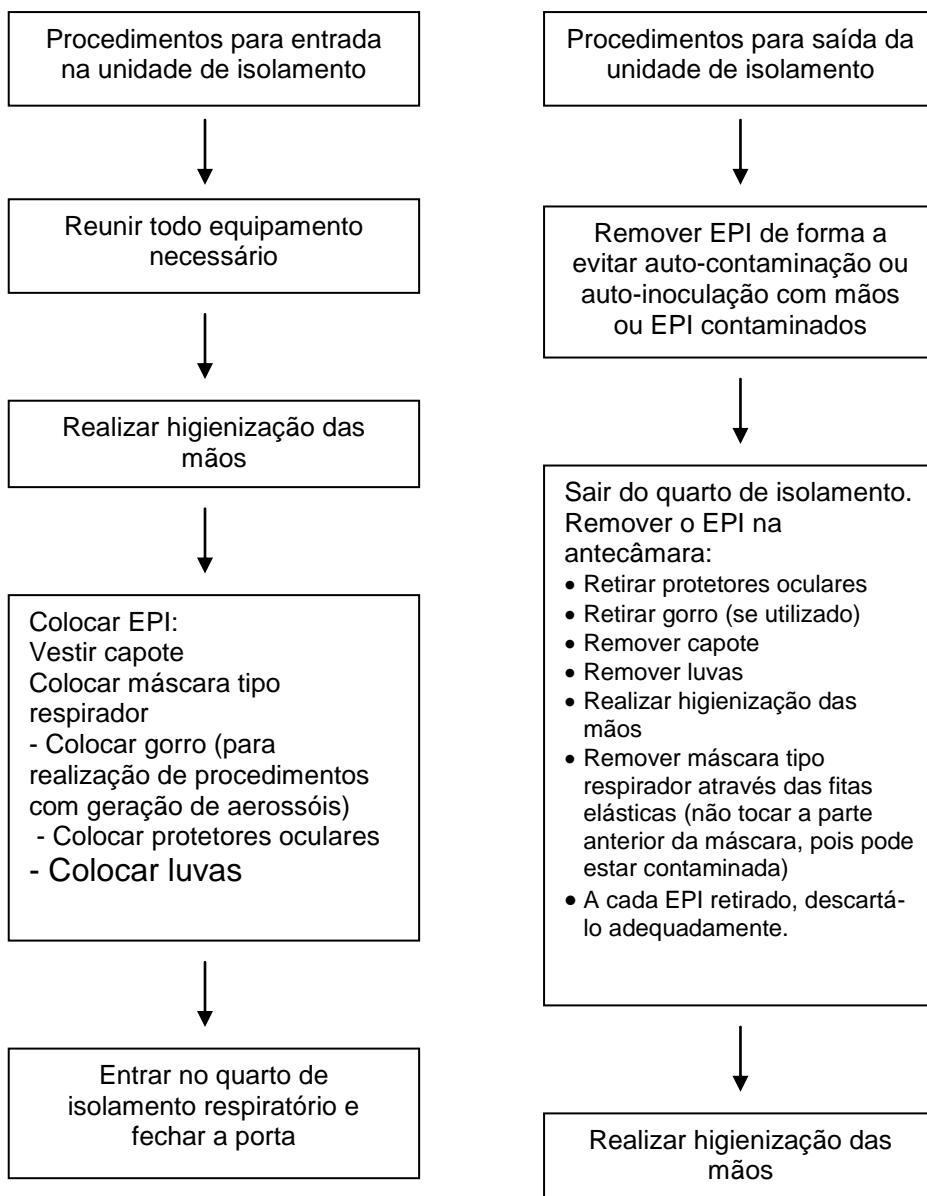 Procedimentos para entrada
na unidade de isolamento
Reunir todo equipamento
necessário
Realizar higienização das
mãos
Colocar EPI:
Vestir capote
Colocar máscara tipo
respirador
- Colocar gorro (para
realização de procedimentos
com geração de aerossóis)
- Colocar protetores oculares
- Colocar luvas
Entrar no quarto de
isolamento respiratório e
fechar a porta
Procedimentos para saída da
unidade de isolamento
Remover EPI de forma a
evitar auto-contaminação ou
auto-inoculação com mãos
ou EPI contaminados
Sair do quarto de isolamento.
Remover o EPI na
antecâmara:
• Retirar protetores oculares
• Retirar gorro (se utilizado)
• Remover capote
• Remover luvas
• Realizar higienização das
mãos
• Remover máscara tipo
respirador através das fitas
elásticas (não tocar a parte
anterior da máscara, pois pode
estar contaminada)
• A cada EPI retirado, descartá-
lo adequadamente.
Realizar higienização das
mãos